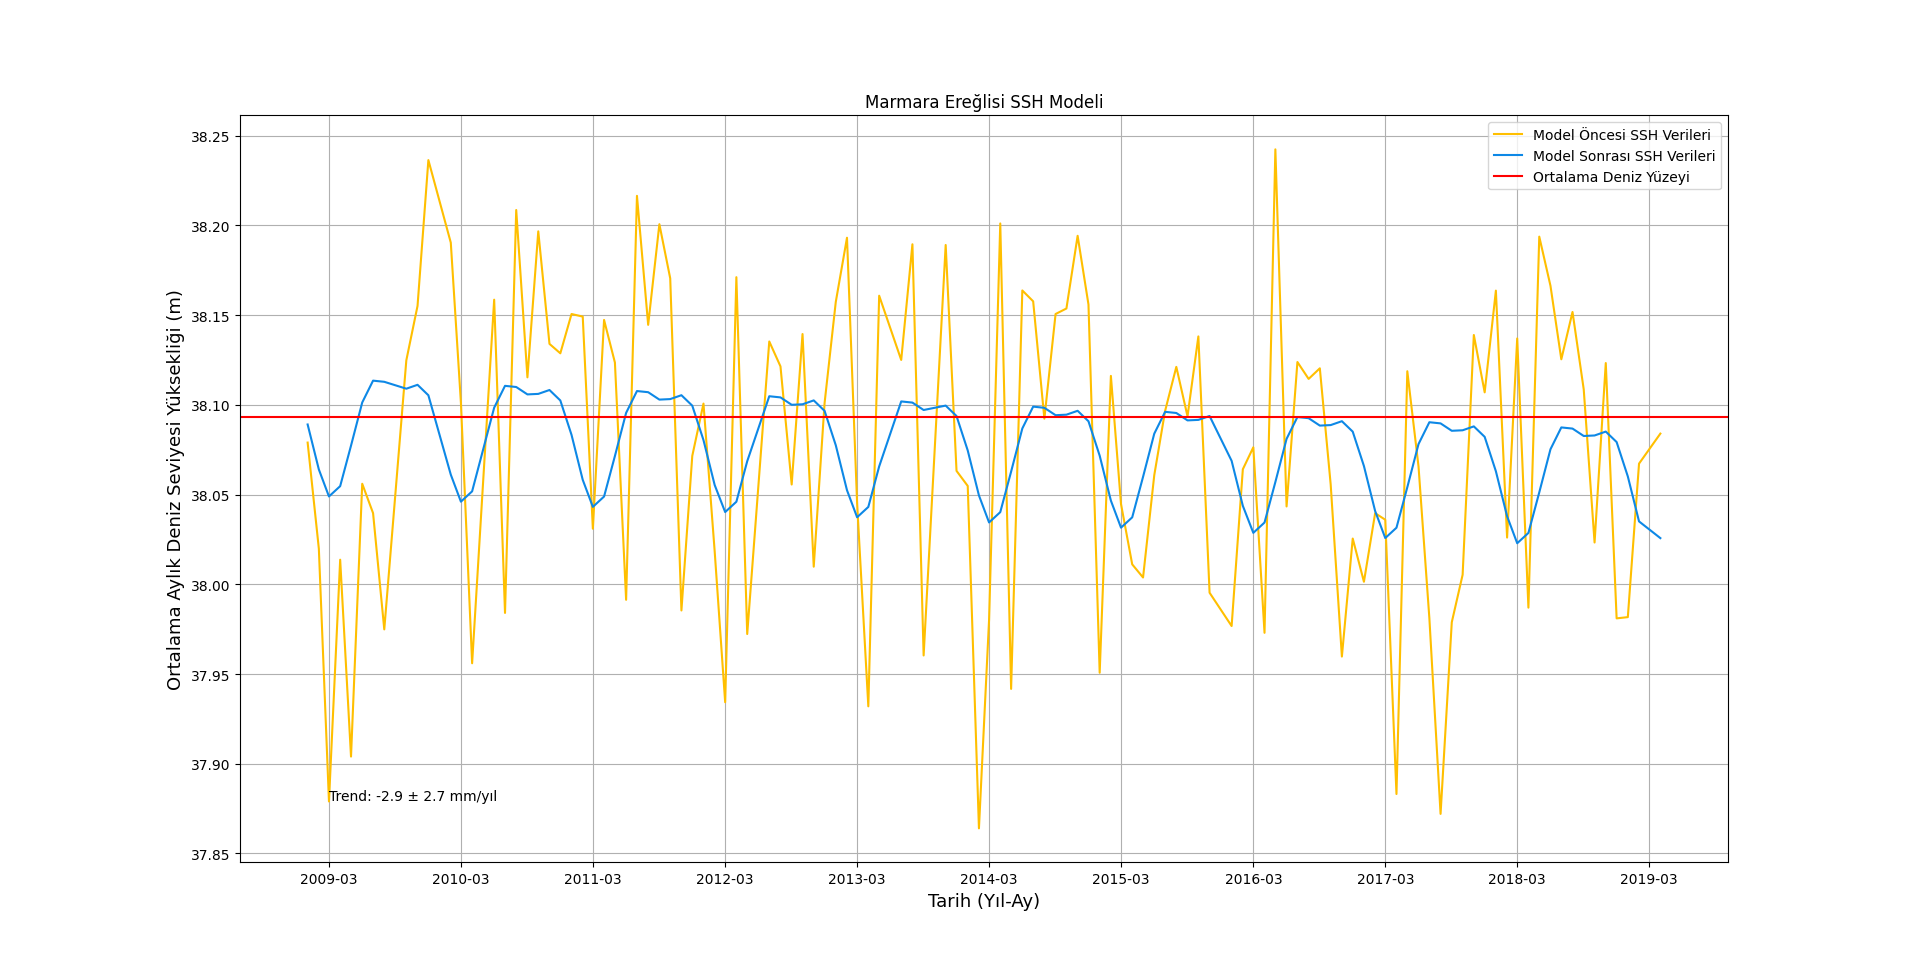 Marmara Ereğlisi SSH Modeli
Model Öncesi SSH Verileri
Model Sonrası SSH Verileri
Ortalama Deniz Yüzeyi
Ortalama Aylık Deniz Seviyesi Yüksekliği (m)
38.25
38.20
38.15
38.10
38.05
38.00
37.95
37.90
37.85
Trend: -2.9 ± 2.7 mm/yıl
2009-03 2010-03 2011-03 2012-03 2013-03 2014-03 2015-03 2016-03 2017-03 2018-03 2019-03
Tarih (Yıl-Ay)